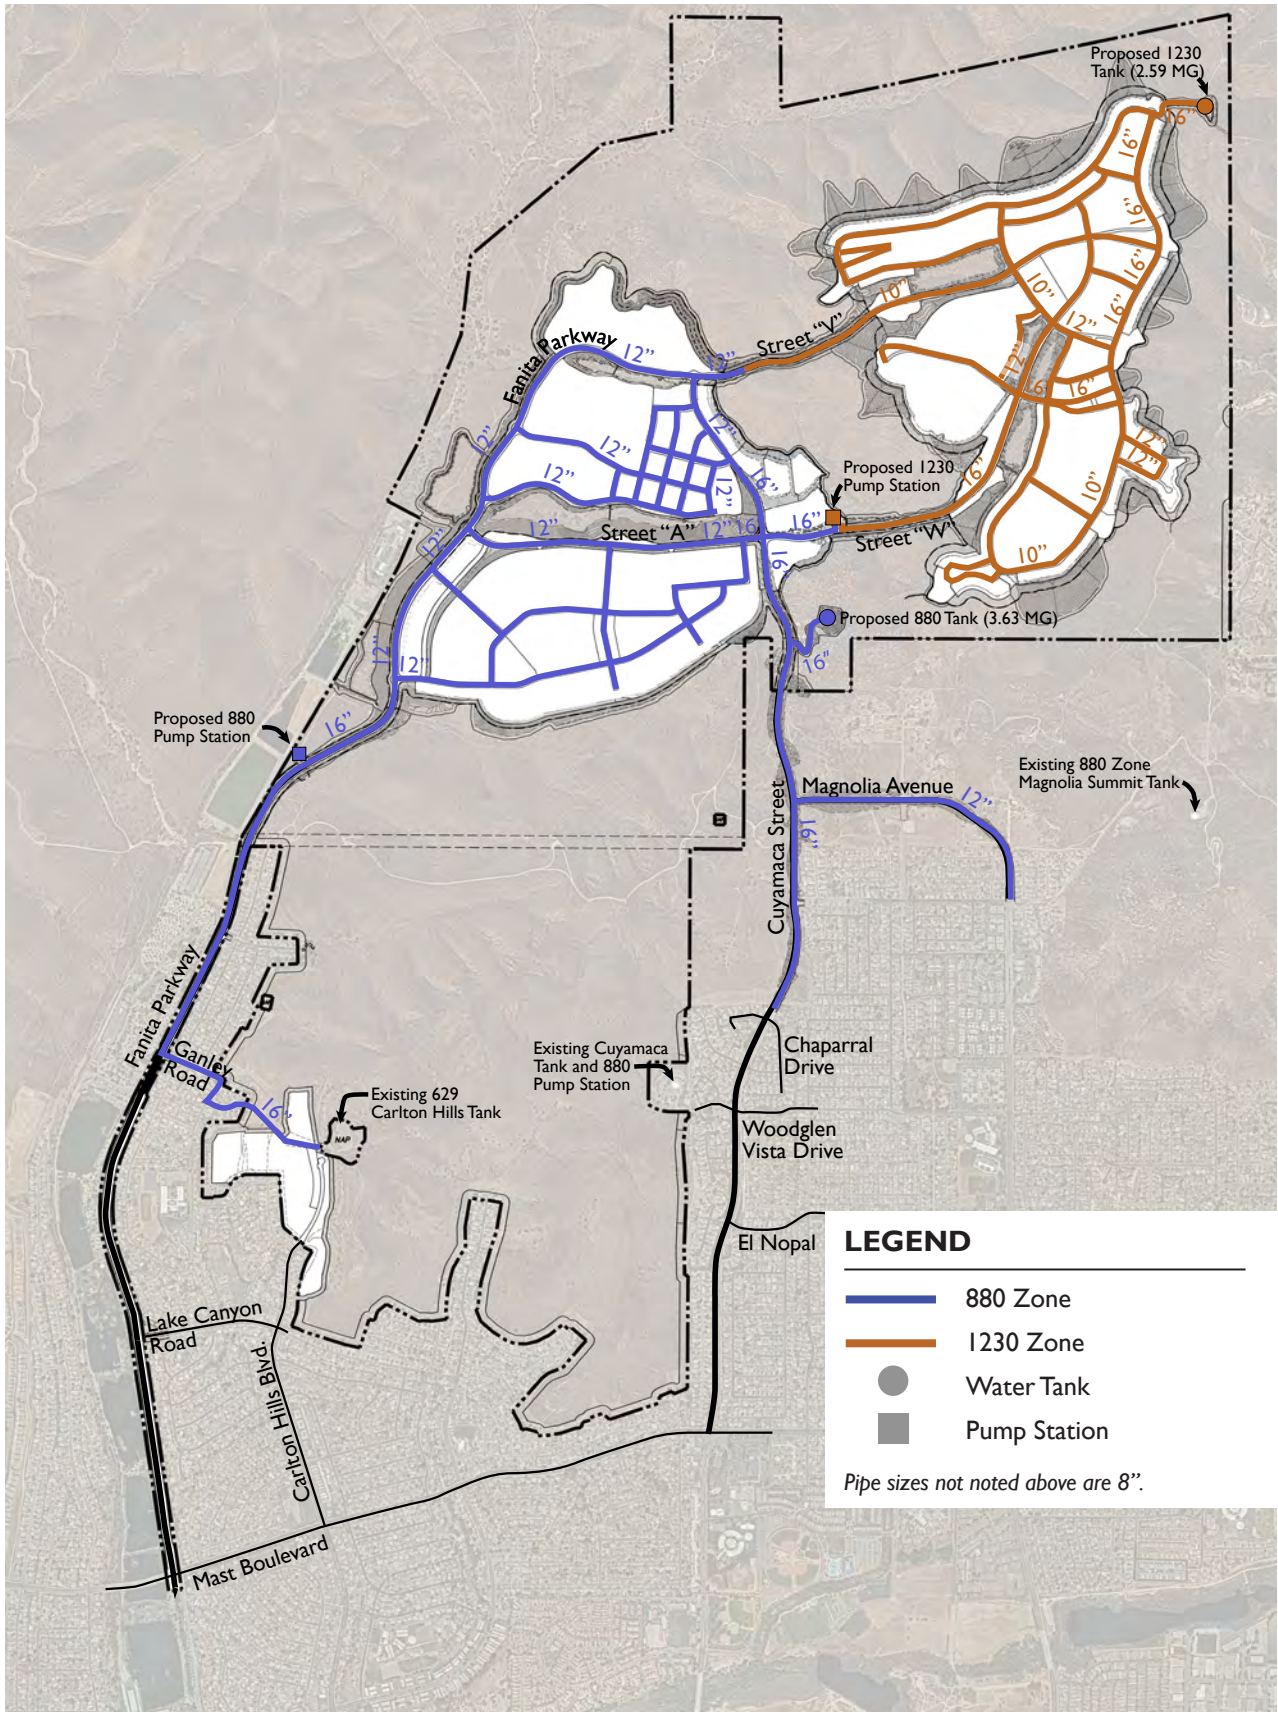 Proposed 1230
Tank (2.59 MG)
16”
16”
16”
16”
16”
10”
10”
12”
12”
16”
16”
12”
12”
10”
10”
16”
Street “V”
Fanita Parkway
12”
12”
12”
12”
12”
12”
16”
12”
Proposed 1230
Pump Station
Street “A”
12”
12”
16
16”
Street “W”
12”
16
Proposed 880 Tank (3.63 MG)
16”
12”
12”
16”
Proposed 880
Pump Station
Existing 880 Zone
Magnolia Summit Tank
Magnolia Avenue
12”
16”
Cuyamaca Street
Fanita Parkway
Ganley
Road
16”
Existing 629
Carlton Hills Tank
NAP
Existing Cuyamaca
Tank and 880
Pump Station
Chaparral
Drive
Woodglen
Vista Drive
El Nopal
Lake Canyon
Road
Carlton Hills Blvd.
Mast Boulevard
LEGEND
880 Zone
1230 Zone
Water Tank
Pump Station
Pipe sizes not noted above are 8”.